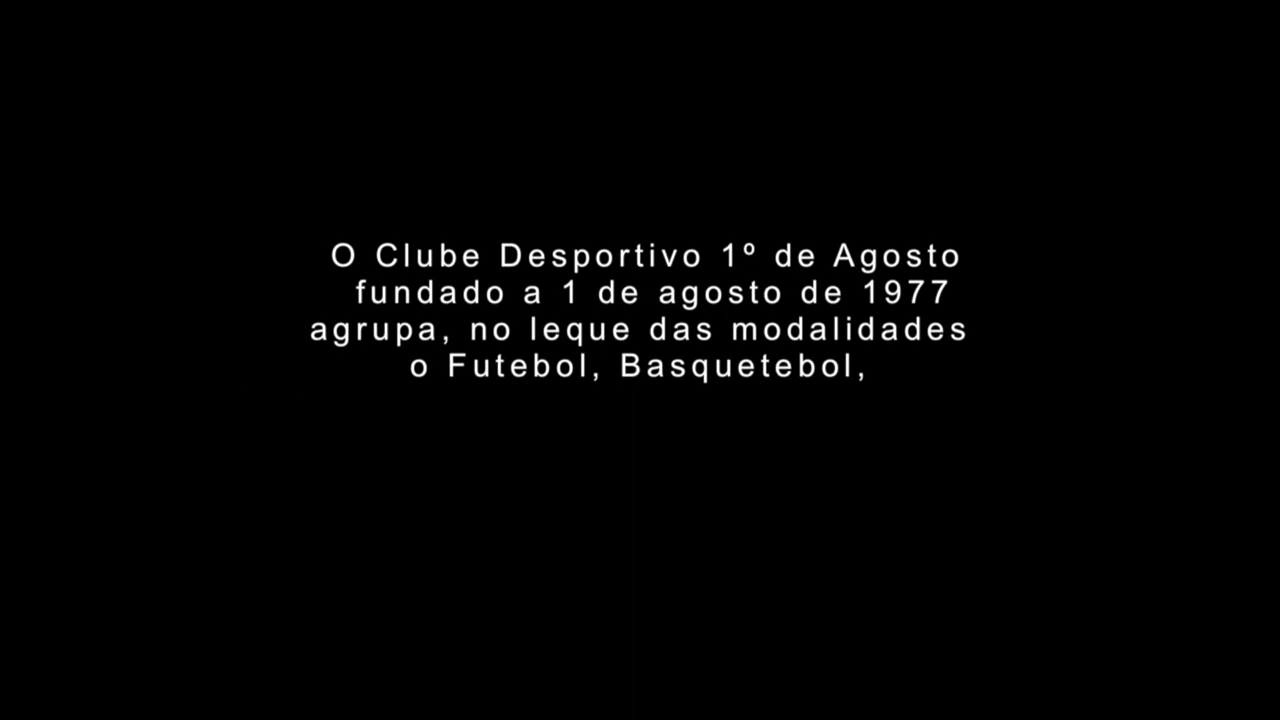 O Clube Desportivo 1º de Agosto
fundado a 1 de agosto de 1977
agrupa, no leque das modalidades
o Futebol, Basquetebol,